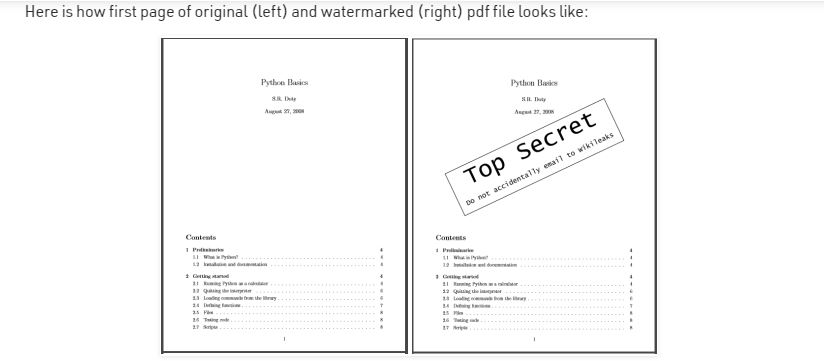 Here is how first page of original (left) and watermarked (right) pdf file looks like:
Python Basics
S.R. Doty
August 27, 2008
Contents
1 Preliminaries 4
1.1 What is Python? 4
1.2 Installation and documentation 4
2 Getting started 4
2.1 Running Python as a calculator 4
2.2 Quitting the interpreter 6
2.3 Loading commands from the library 6
2.4 Defining functions 7
2.5 Files 8
2.6 Testing code 8
2.7 Scripts 8
1
Python Basics
S.R. Doty
August 27, 2008
Top Secret
Do not accidentally email to wikileaks
Contents
1 Preliminaries 4
1.1 What is Python? 4
1.2 Installation and documentation 4
2 Getting started 4
2.1 Running Python as a calculator 4
2.2 Quitting the interpreter 6
2.3 Loading commands from the library 6
2.4 Defining functions 7
2.5 Files 8
2.6 Testing code 8
2.7 Scripts 8
1